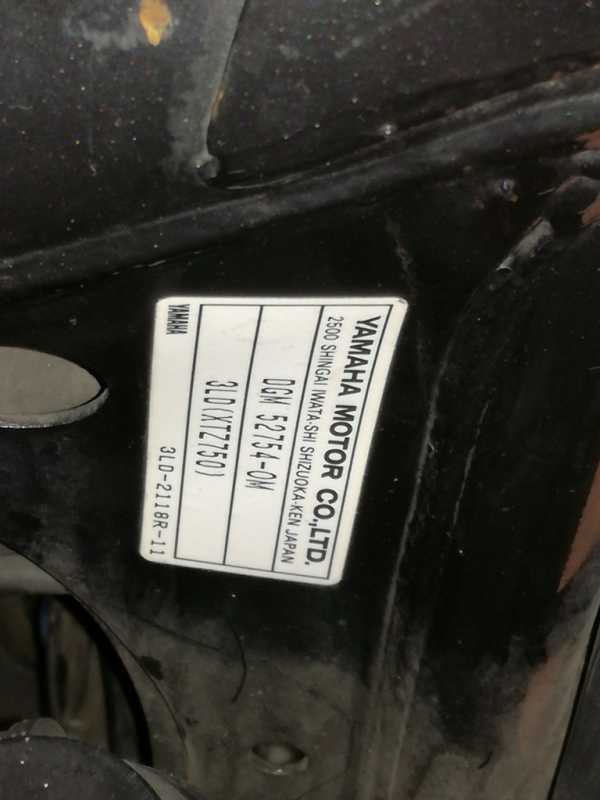 YAMAHA MOTOR CO.,LTD.
2500 SHINGAI IWATA-SHI SHIZUOKA-KEN JAPAN
DGM 52754-OM
3LD(XTZ750)
YAMAHA 3LD-2118R-11